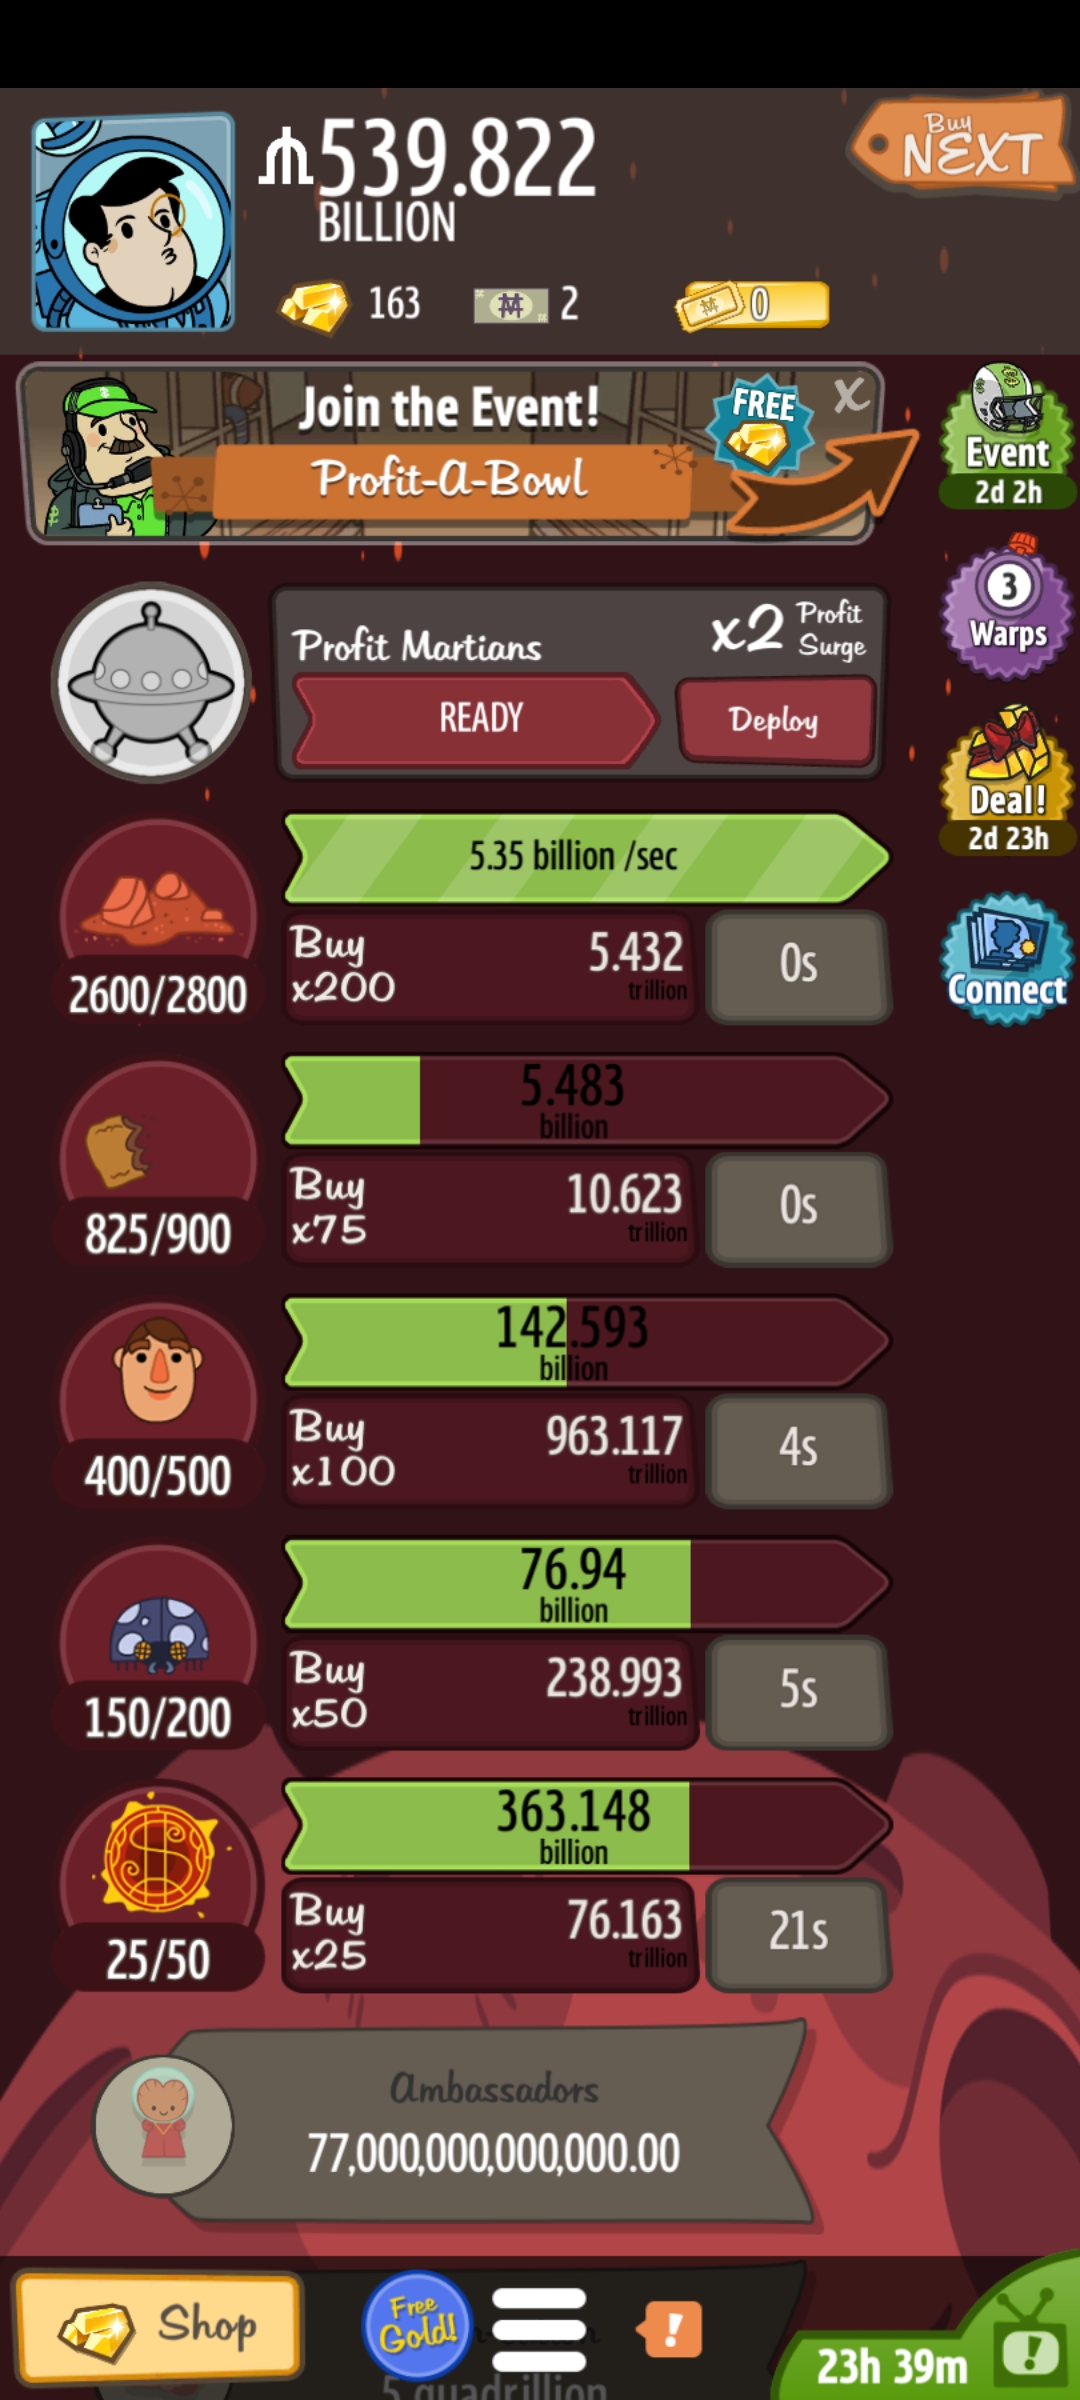 539.822
BILLION
Buy
NEXT
163
2
0
Join the Event!
FREE
X
Profit-A-Bowl
Event
2d 2h
3
Warps
Profit Martians
x2 Profit
Surge
READY
Deploy
Deal!
2d 23h
5.35 billion /sec
Buy
x200
5.432
trillion
0s
2600/2800
Connect
5.483
billion
Buy
x75
10.623
trillion
0s
825/900
142.593
billion
Buy
x100
963.117
trillion
4s
400/500
76.94
billion
Buy
x50
238.993
trillion
5s
150/200
363.148
billion
Buy
x25
76.163
trillion
21s
25/50
Ambassadors
77,000,000,000,000.00
Shop
Free
Gold!
!
23h 39m
!
5 quadrillion